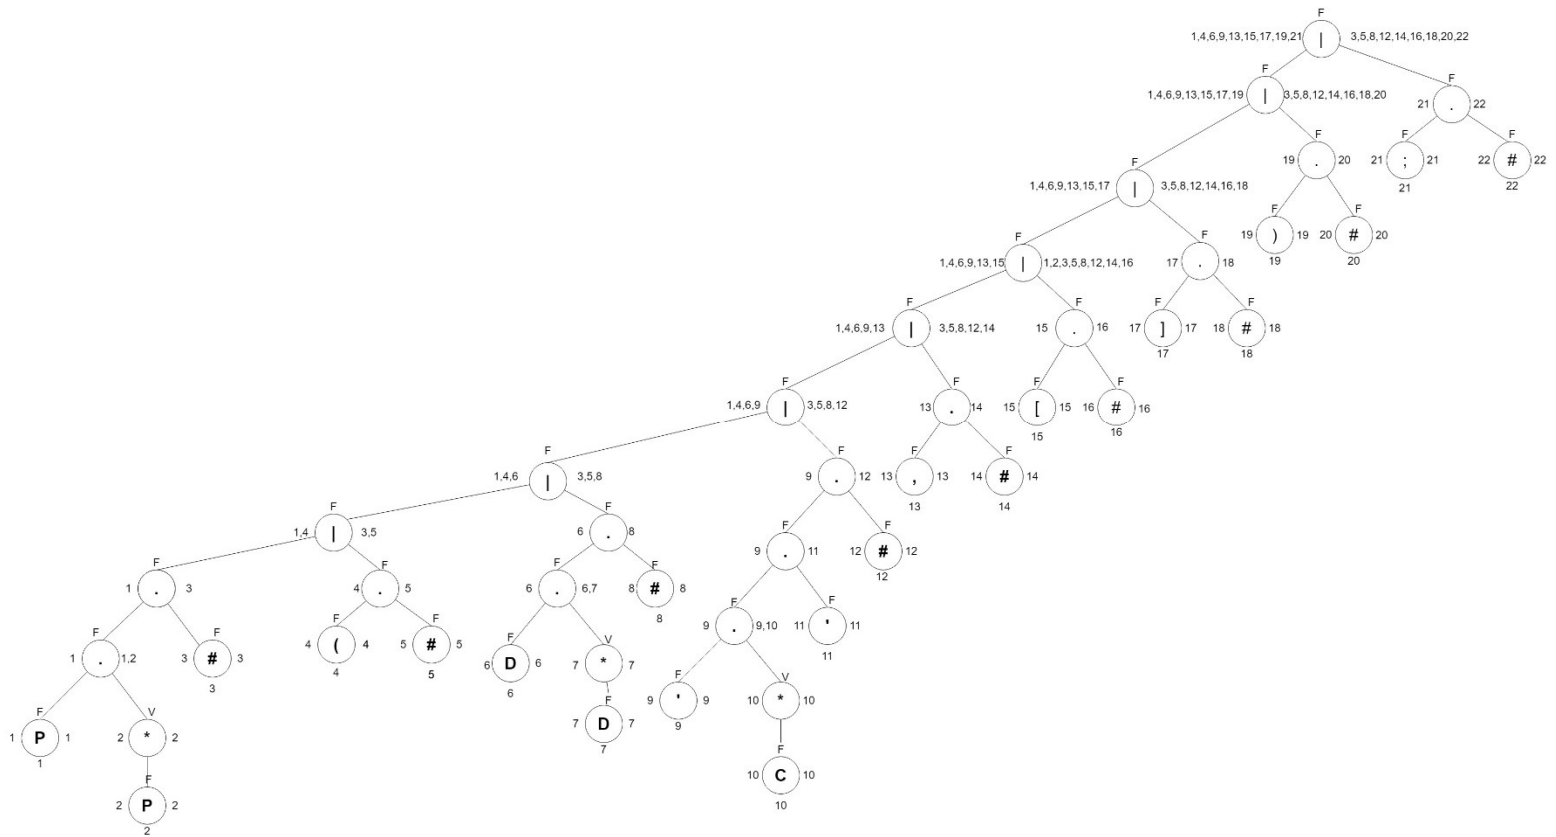 F
1,4,6,9,13,15,17,19,21 | 3,5,8,12,14,16,18,20,22
F F
1,4,6,9,13,15,17,19 | 3,5,8,12,14,16,18,20 21 . 22
F F F
F 19 . 20 21 ; 21 22 # 22
1,4,6,9,13,15,17 | 3,5,8,12,14,16,18 21 22
F F
F F 19 ) 19 20 # 20
1,4,6,9,13,15 | 1,2,3,5,8,12,14,16 17 . 18 19 20
F F F F
1,4,6,9,13 | 3,5,8,12,14 15 . 16 17 ] 17 18 # 18
17 18
F F F F
1,4,6,9 | 3,5,8,12 13 . 14 15 [ 15 16 # 16
15 16
F F F F
1,4,6 | 3,5,8 9 . 12 13 , 13 14 # 14
13 14
F F F F
1,4 | 3,5 6 . 8 9 . 11 12 # 12
12
F F F F
1 . 3 4 . 5 6 . 6,7 8 # 8
8
F F F F F F
1 . 1,2 3 # 3 4 ( 4 5 # 5 9 . 9,10 11 ' 11
3 4 5 11
F V
6 D 6 7 * 7
6
F V F F V
1 P 1 2 * 2 7 D 7 9 ' 9 10 * 10
1 7 9
F F
2 P 2 10 C 10
2 10